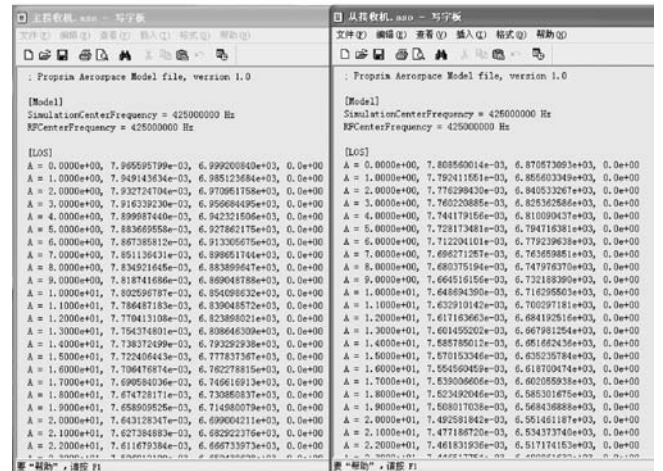 主接收机.aso - 写字板
文件(F) 编辑(E) 查看(V) 插入(I) 格式(O) 帮助(H)
; Propsim Aerospace Model file, version 1.0
[Model]
SimulationCenterFrequency = 425000000 Hz
RFCenterFrequency = 425000000 Hz
[LOS]
A = 0.0000e+00, 7.965595799e-03, 6.999200840e+03, 0.0e+00
A = 1.0000e+00, 7.949143634e-03, 6.985123684e+03, 0.0e+00
A = 2.0000e+00, 7.932724704e-03, 6.970951758e+03, 0.0e+00
A = 3.0000e+00, 7.916339230e-03, 6.956684495e+03, 0.0e+00
A = 4.0000e+00, 7.899987440e-03, 6.942321506e+03, 0.0e+00
A = 5.0000e+00, 7.883669558e-03, 6.927862175e+03, 0.0e+00
A = 6.0000e+00, 7.867385812e-03, 6.913305675e+03, 0.0e+00
A = 7.0000e+00, 7.851136431e-03, 6.898651744e+03, 0.0e+00
A = 8.0000e+00, 7.834921645e-03, 6.883899647e+03, 0.0e+00
A = 9.0000e+00, 7.818741686e-03, 6.869048788e+03, 0.0e+00
A = 1.0000e+01, 7.802596787e-03, 6.854098632e+03, 0.0e+00
A = 1.1000e+01, 7.786487183e-03, 6.839048572e+03, 0.0e+00
A = 1.2000e+01, 7.770413108e-03, 6.823898021e+03, 0.0e+00
A = 1.3000e+01, 7.754374801e-03, 6.808646309e+03, 0.0e+00
A = 1.4000e+01, 7.738372499e-03, 6.793292938e+03, 0.0e+00
A = 1.5000e+01, 7.722406443e-03, 6.777837367e+03, 0.0e+00
A = 1.6000e+01, 7.706476874e-03, 6.762278815e+03, 0.0e+00
A = 1.7000e+01, 7.690584036e-03, 6.746616913e+03, 0.0e+00
A = 1.8000e+01, 7.674728171e-03, 6.730850837e+03, 0.0e+00
A = 1.9000e+01, 7.658909525e-03, 6.714980079e+03, 0.0e+00
A = 2.0000e+01, 7.643128347e-03, 6.699004211e+03, 0.0e+00
A = 2.1000e+01, 7.627384883e-03, 6.682922376e+03, 0.0e+00
A = 2.2000e+01, 7.611679384e-03, 6.666733973e+03, 0.0e+00
要“帮助”,请按 F1
从接收机.aso - 写字板
文件(F) 编辑(E) 查看(V) 插入(I) 格式(O) 帮助(H)
; Propsim Aerospace Model file, version 1.0
[Model]
SimulationCenterFrequency = 425000000 Hz
RFCenterFrequency = 425000000 Hz
[LOS]
A = 0.0000e+00, 7.808560014e-03, 6.870573093e+03, 0.0e+00
A = 1.0000e+00, 7.792411551e-03, 6.855603349e+03, 0.0e+00
A = 2.0000e+00, 7.776298430e-03, 6.840533267e+03, 0.0e+00
A = 3.0000e+00, 7.760220885e-03, 6.825362586e+03, 0.0e+00
A = 4.0000e+00, 7.744179156e-03, 6.810090437e+03, 0.0e+00
A = 5.0000e+00, 7.728173481e-03, 6.794716381e+03, 0.0e+00
A = 6.0000e+00, 7.712204101e-03, 6.779239638e+03, 0.0e+00
A = 7.0000e+00, 7.696271257e-03, 6.763659851e+03, 0.0e+00
A = 8.0000e+00, 7.680375194e-03, 6.747976370e+03, 0.0e+00
A = 9.0000e+00, 7.664516156e-03, 6.732188390e+03, 0.0e+00
A = 1.0000e+01, 7.648694390e-03, 6.716295503e+03, 0.0e+00
A = 1.1000e+01, 7.632910142e-03, 6.700297181e+03, 0.0e+00
A = 1.2000e+01, 7.617163663e-03, 6.684192516e+03, 0.0e+00
A = 1.3000e+01, 7.601455202e-03, 6.667981254e+03, 0.0e+00
A = 1.4000e+01, 7.585785012e-03, 6.651662436e+03, 0.0e+00
A = 1.5000e+01, 7.570153346e-03, 6.635235784e+03, 0.0e+00
A = 1.6000e+01, 7.554560459e-03, 6.618700474e+03, 0.0e+00
A = 1.7000e+01, 7.539006606e-03, 6.602055938e+03, 0.0e+00
A = 1.8000e+01, 7.523492046e-03, 6.585301675e+03, 0.0e+00
A = 1.9000e+01, 7.508017038e-03, 6.568436888e+03, 0.0e+00
A = 2.0000e+01, 7.492581842e-03, 6.551461187e+03, 0.0e+00
A = 2.1000e+01, 7.477186720e-03, 6.534373740e+03, 0.0e+00
A = 2.2000e+01, 7.461831936e-03, 6.517174153e+03, 0.0e+00
要“帮助”,请按 F1